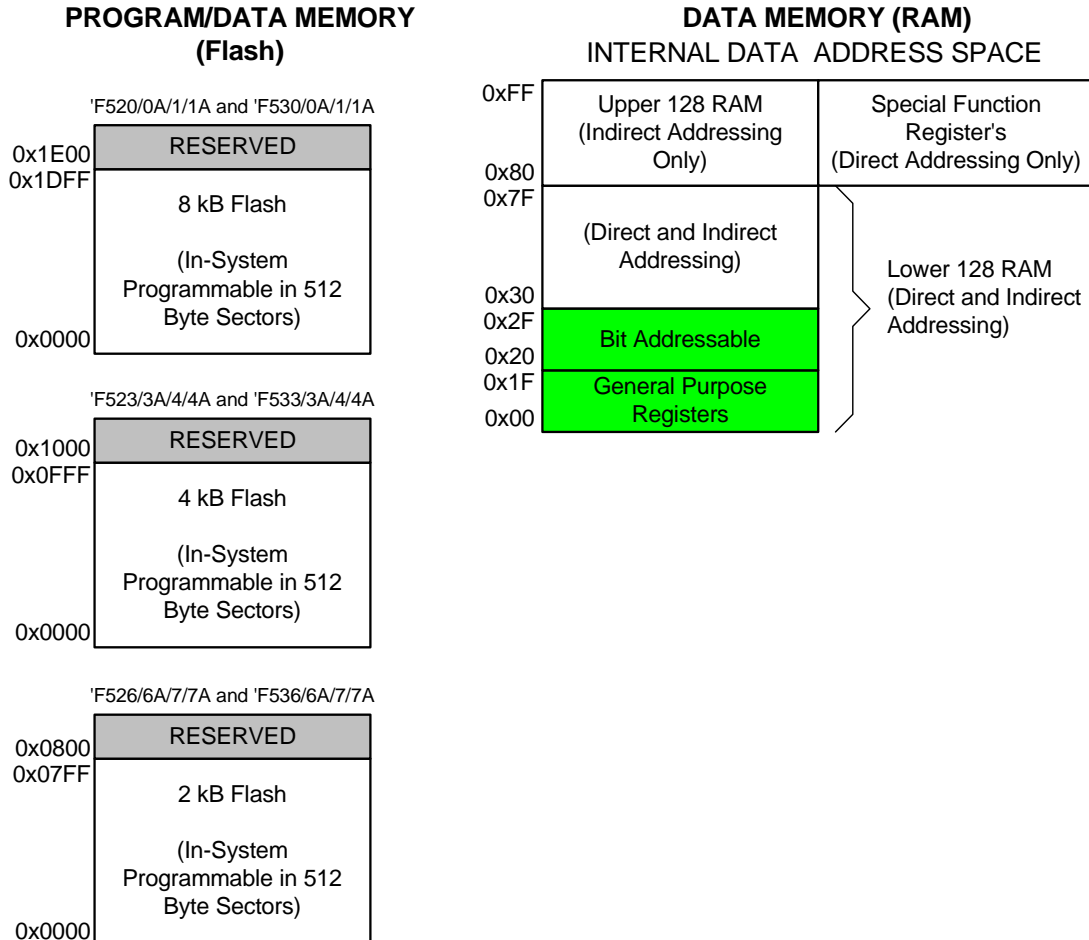 PROGRAM/DATA MEMORY
(Flash)
'F520/0A/1/1A and 'F530/0A/1/1A
RESERVED
0x1E00
0x1DFF
8 kB Flash
(In-System
Programmable in 512
Byte Sectors)
0x0000
'F523/3A/4/4A and 'F533/3A/4/4A
RESERVED
0x1000
0x0FFF
4 kB Flash
(In-System
Programmable in 512
Byte Sectors)
0x0000
'F526/6A/7/7A and 'F536/6A/7/7A
RESERVED
0x0800
0x07FF
2 kB Flash
(In-System
Programmable in 512
Byte Sectors)
0x0000
DATA MEMORY (RAM)
INTERNAL DATA ADDRESS SPACE
0xFF
Upper 128 RAM
(Indirect Addressing
Only)
0x80
Special Function
Register's
(Direct Addressing Only)
0x7F
(Direct and Indirect
Addressing)
0x30
0x2F
Bit Addressable
0x20
0x1F
General Purpose
Registers
0x00
Lower 128 RAM
(Direct and Indirect
Addressing)